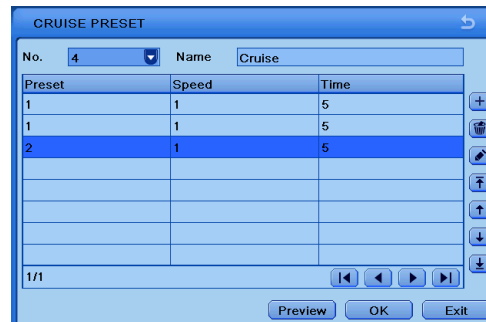 CRUISE PRESET
No. 4 Name Cruise
Preset Speed Time
1 1 5
1 1 5
2 1 5
1/1
Preview OK Exit